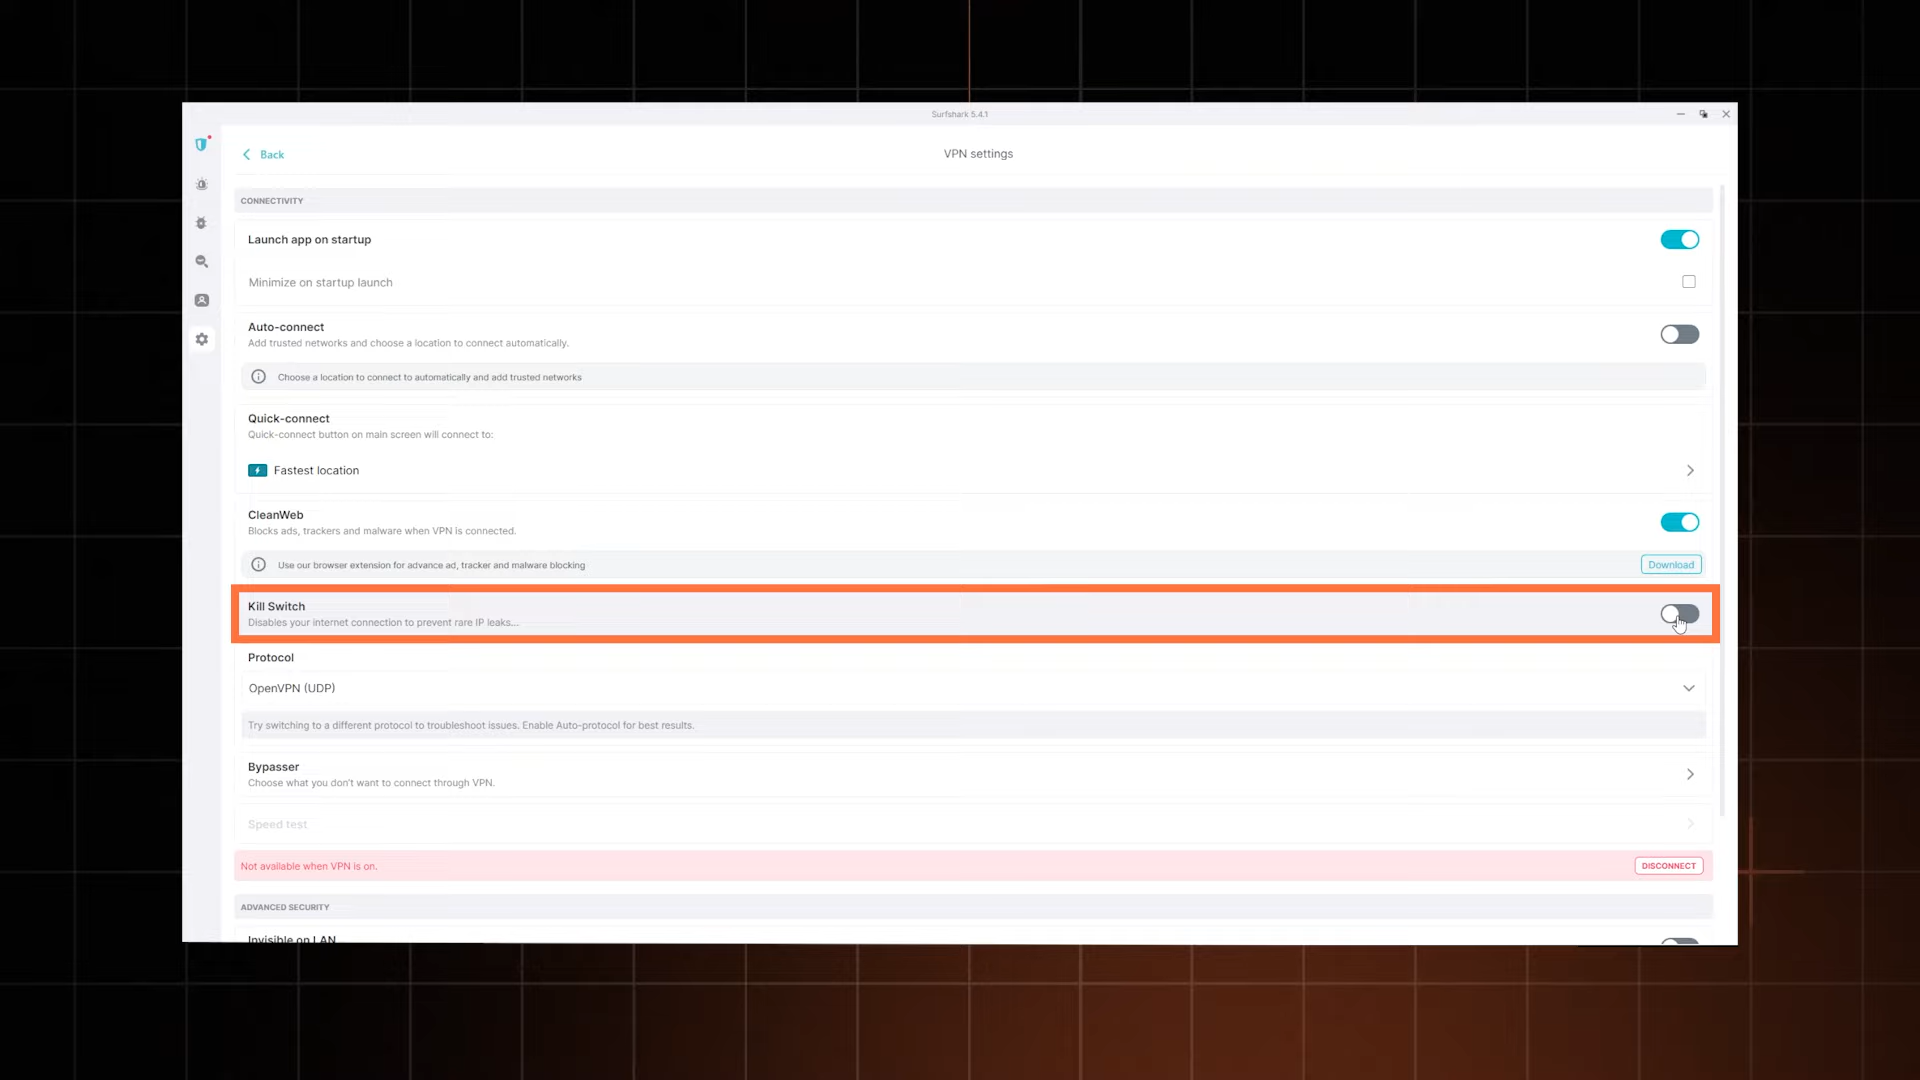 Surfshark 5.4.1
Back
VPN settings
CONNECTIVITY
Launch app on startup
Minimize on startup launch
Auto-connect
Add trusted networks and choose a location to connect automatically.
Choose a location to connect to automatically and add trusted networks
Quick-connect
Quick-connect button on main screen will connect to:
Fastest location
CleanWeb
Blocks ads, trackers and malware when VPN is connected.
Use our browser extension for advance ad, tracker and malware blocking
Download
Kill Switch
Disables your internet connection to prevent rare IP leaks...
Protocol
OpenVPN (UDP)
Try switching to a different protocol to troubleshoot issues. Enable Auto-protocol for best results.
Bypasser
Choose what you don't want to connect through VPN.
Speed test
Not available when VPN is on.
DISCONNECT
ADVANCED SECURITY
Invisible on LAN